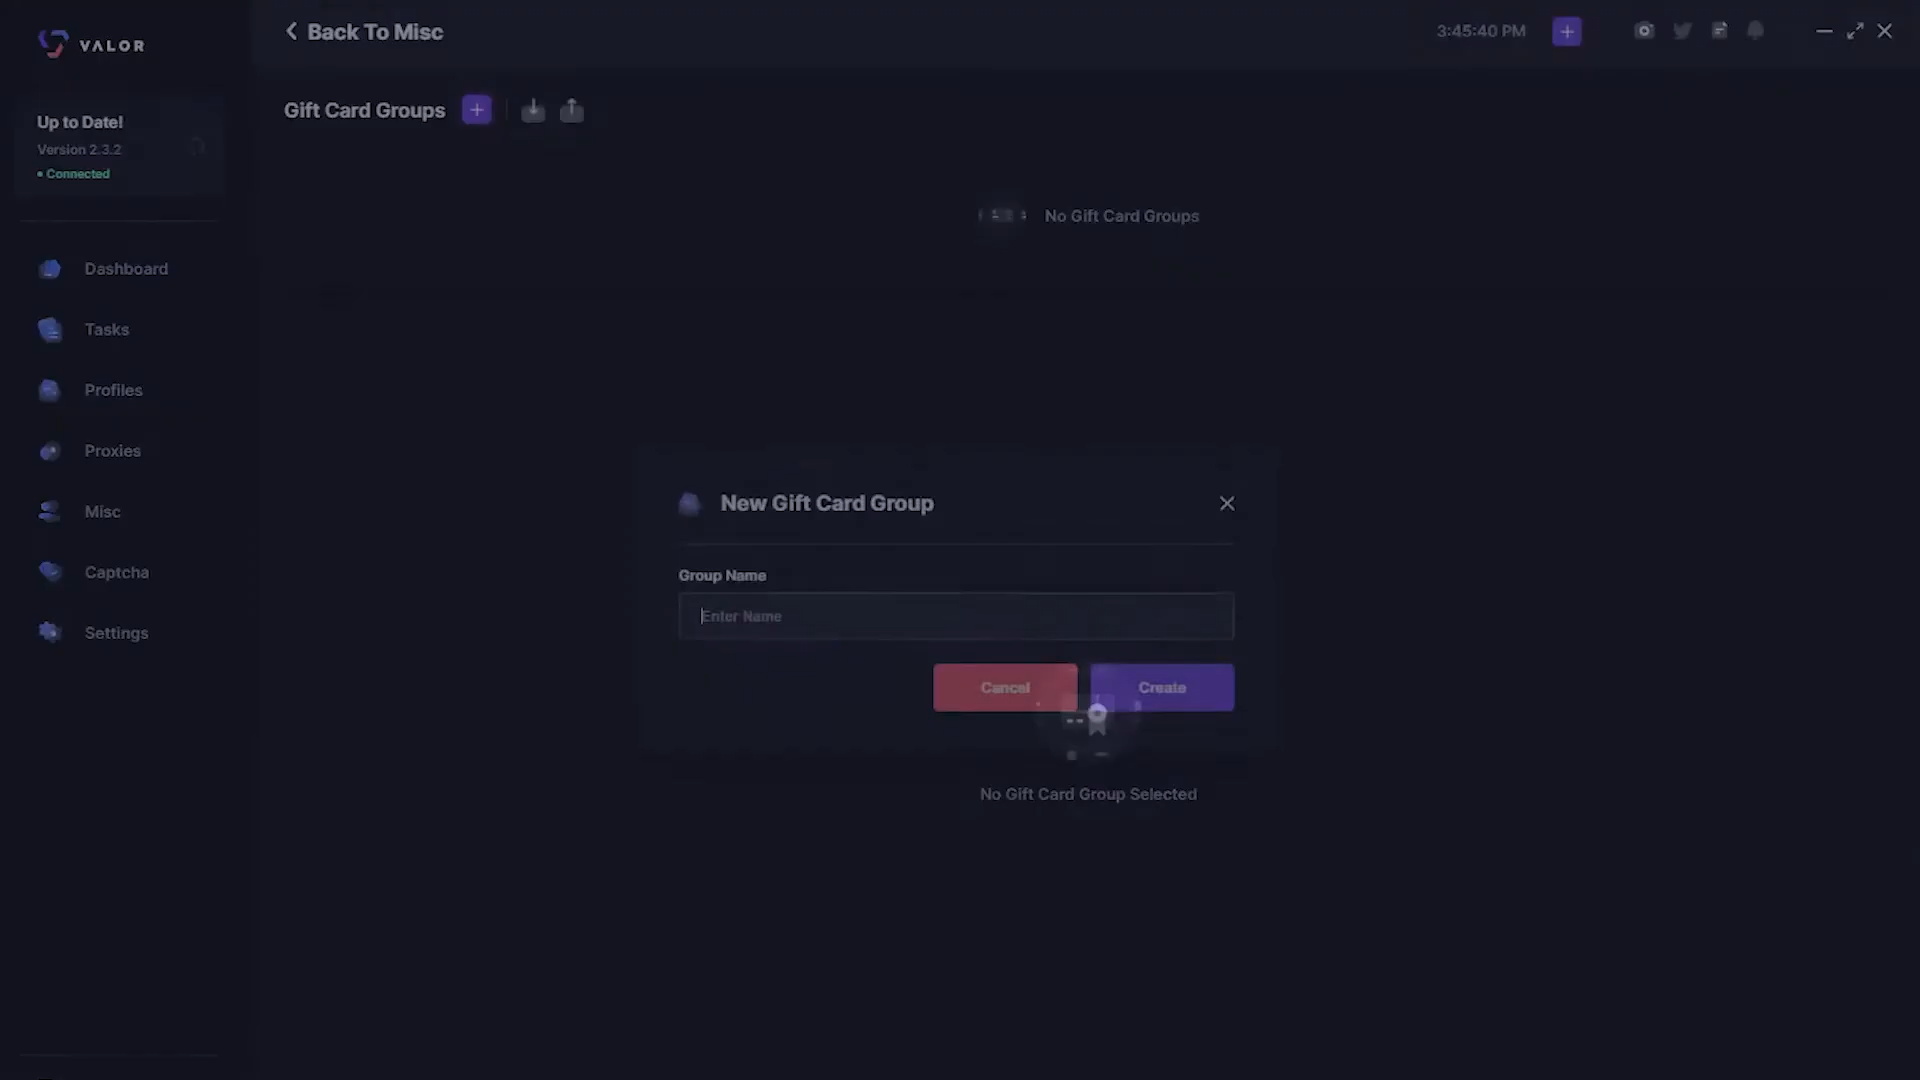 VALOR
Back To Misc
3:45:40 PM
Up to Date!
Version 2.3.2
Connected
Gift Card Groups
No Gift Card Groups
Dashboard
Tasks
Profiles
Proxies
Misc
Captcha
Settings
New Gift Card Group
Group Name
Enter Name
Cancel
Create
No Gift Card Group Selected